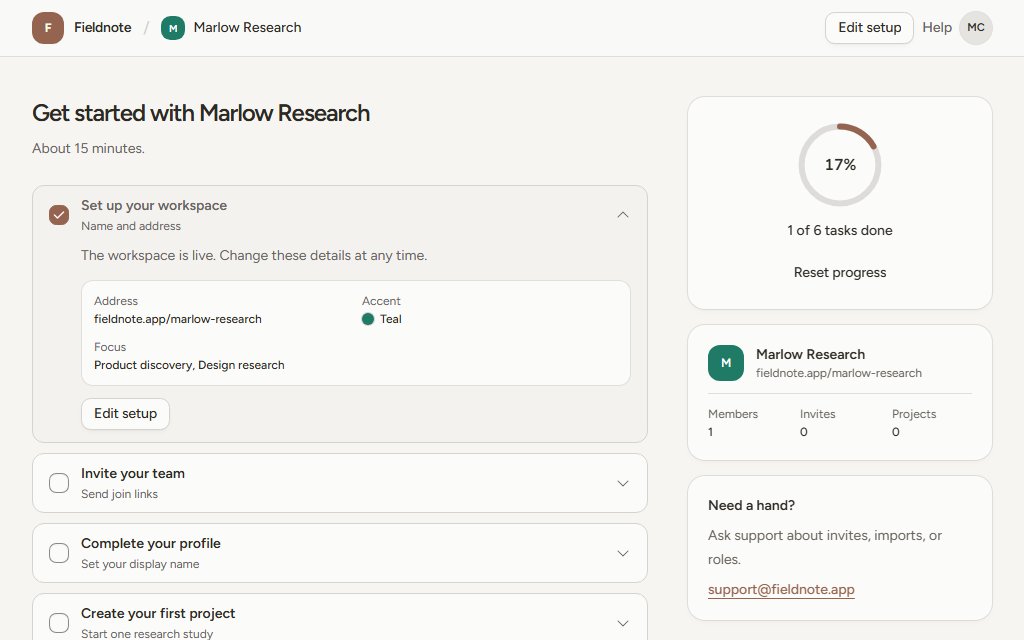 F Fieldnote / M Marlow Research
Edit setup Help MC
Get started with Marlow Research
About 15 minutes.
Set up your workspace
Name and address
The workspace is live. Change these details at any time.
Address
fieldnote.app/marlow-research
Accent
Teal
Focus
Product discovery, Design research
Edit setup
Invite your team
Send join links
Complete your profile
Set your display name
Create your first project
Start one research study
17%
1 of 6 tasks done
Reset progress
M
Marlow Research
fieldnote.app/marlow-research
Members Invites Projects
1 0 0
Need a hand?
Ask support about invites, imports, or
roles.
support@fieldnote.app